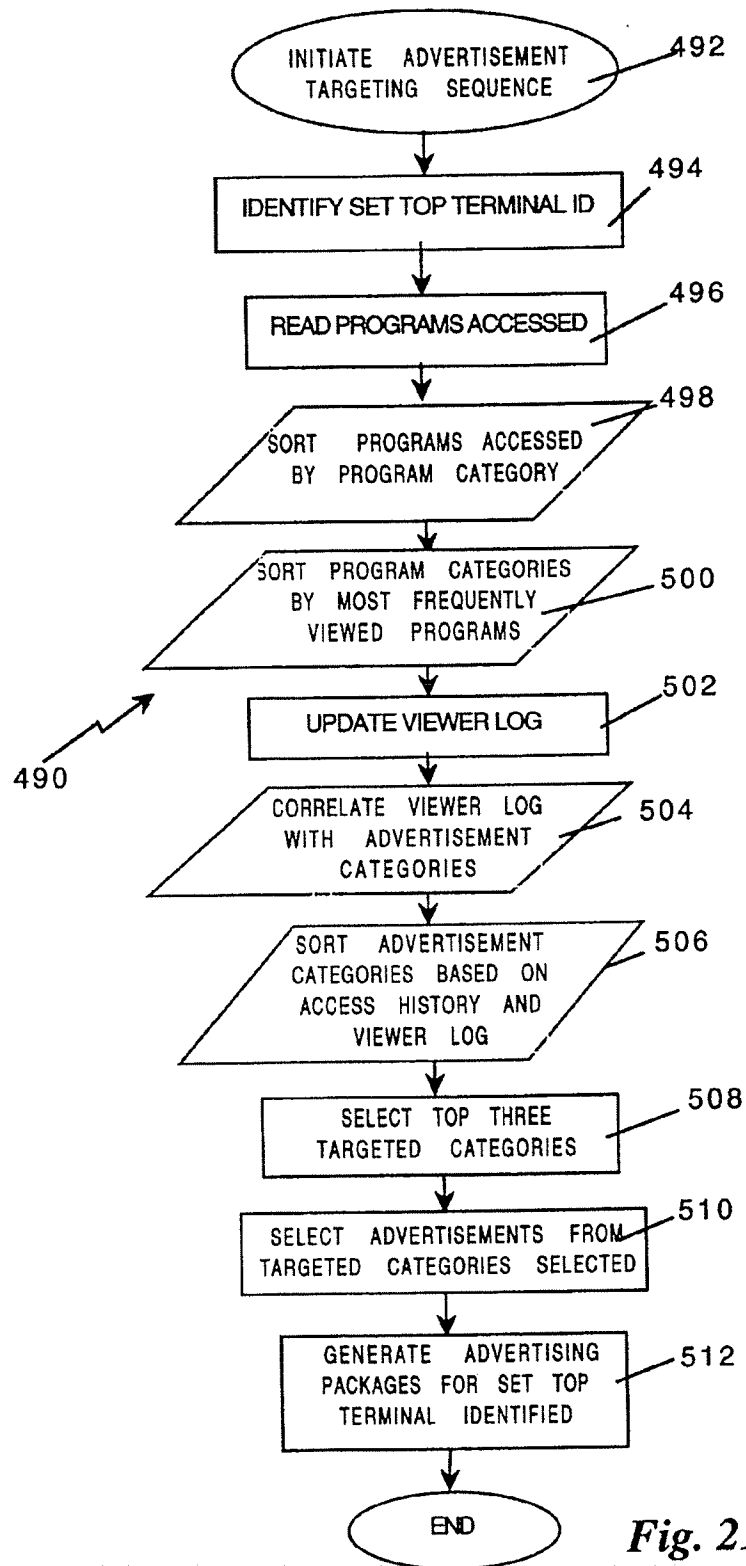 INITIATE ADVERTISEMENT
TARGETING SEQUENCE
492
IDENTIFY SET TOP TERMINAL ID
494
READ PROGRAMS ACCESSED
496
SORT PROGRAMS ACCESSED
BY PROGRAM CATEGORY
498
SORT PROGRAM CATEGORIES
BY MOST FREQUENTLY
VIEWED PROGRAMS
500
UPDATE VIEWER LOG
502
490
CORRELATE VIEWER LOG
WITH ADVERTISEMENT
CATEGORIES
504
SORT ADVERTISEMENT
CATEGORIES BASED ON
ACCESS HISTORY AND
VIEWER LOG
506
SELECT TOP THREE
TARGETED CATEGORIES
508
SELECT ADVERTISEMENTS FROM
TARGETED CATEGORIES SELECTED
510
GENERATE ADVERTISING
PACKAGES FOR SET TOP
TERMINAL IDENTIFIED
512
END
Fig.